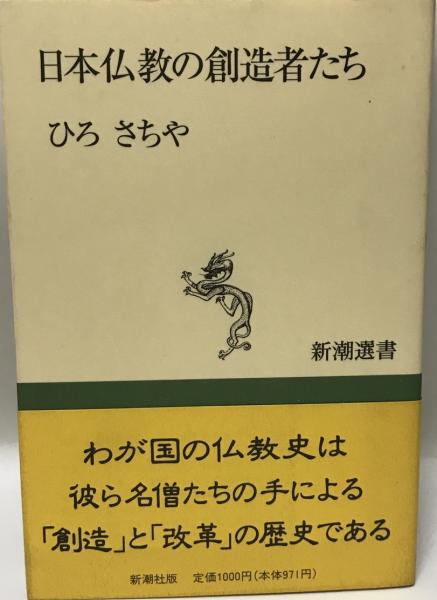 日本仏教の創造者たち
ひろ さちや
新潮選書
わが国の仏教史は
彼ら名僧たちの手による
「創造」と「改革」の歴史である
新潮社版 定価1000円(本体971円)